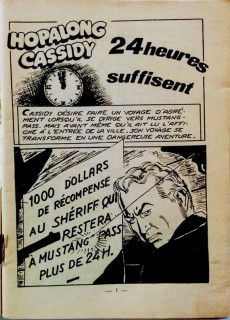 HOPALONG
CASSIDY
24 heures
suffisent
CASSIDY DÉSIRE FAIRE UN VOYAGE D'AGRÉ-
MENT LORSQU'IL SE DIRIGE VERS MUSTANG-
PASS. MAIS AVANT MÊME QU'IL AIT LU L'AFFI-
CHE À L'ENTRÉE DE LA VILLE, SON VOYAGE SE
TRANSFORME EN UNE DANGEREUSE AVENTURE.
1000 DOLLARS
DE RÉCOMPENSE
AU SHÉRIFF QUI
RESTERA
À MUSTANG-PASS
PLUS DE 24H.
— 1 —